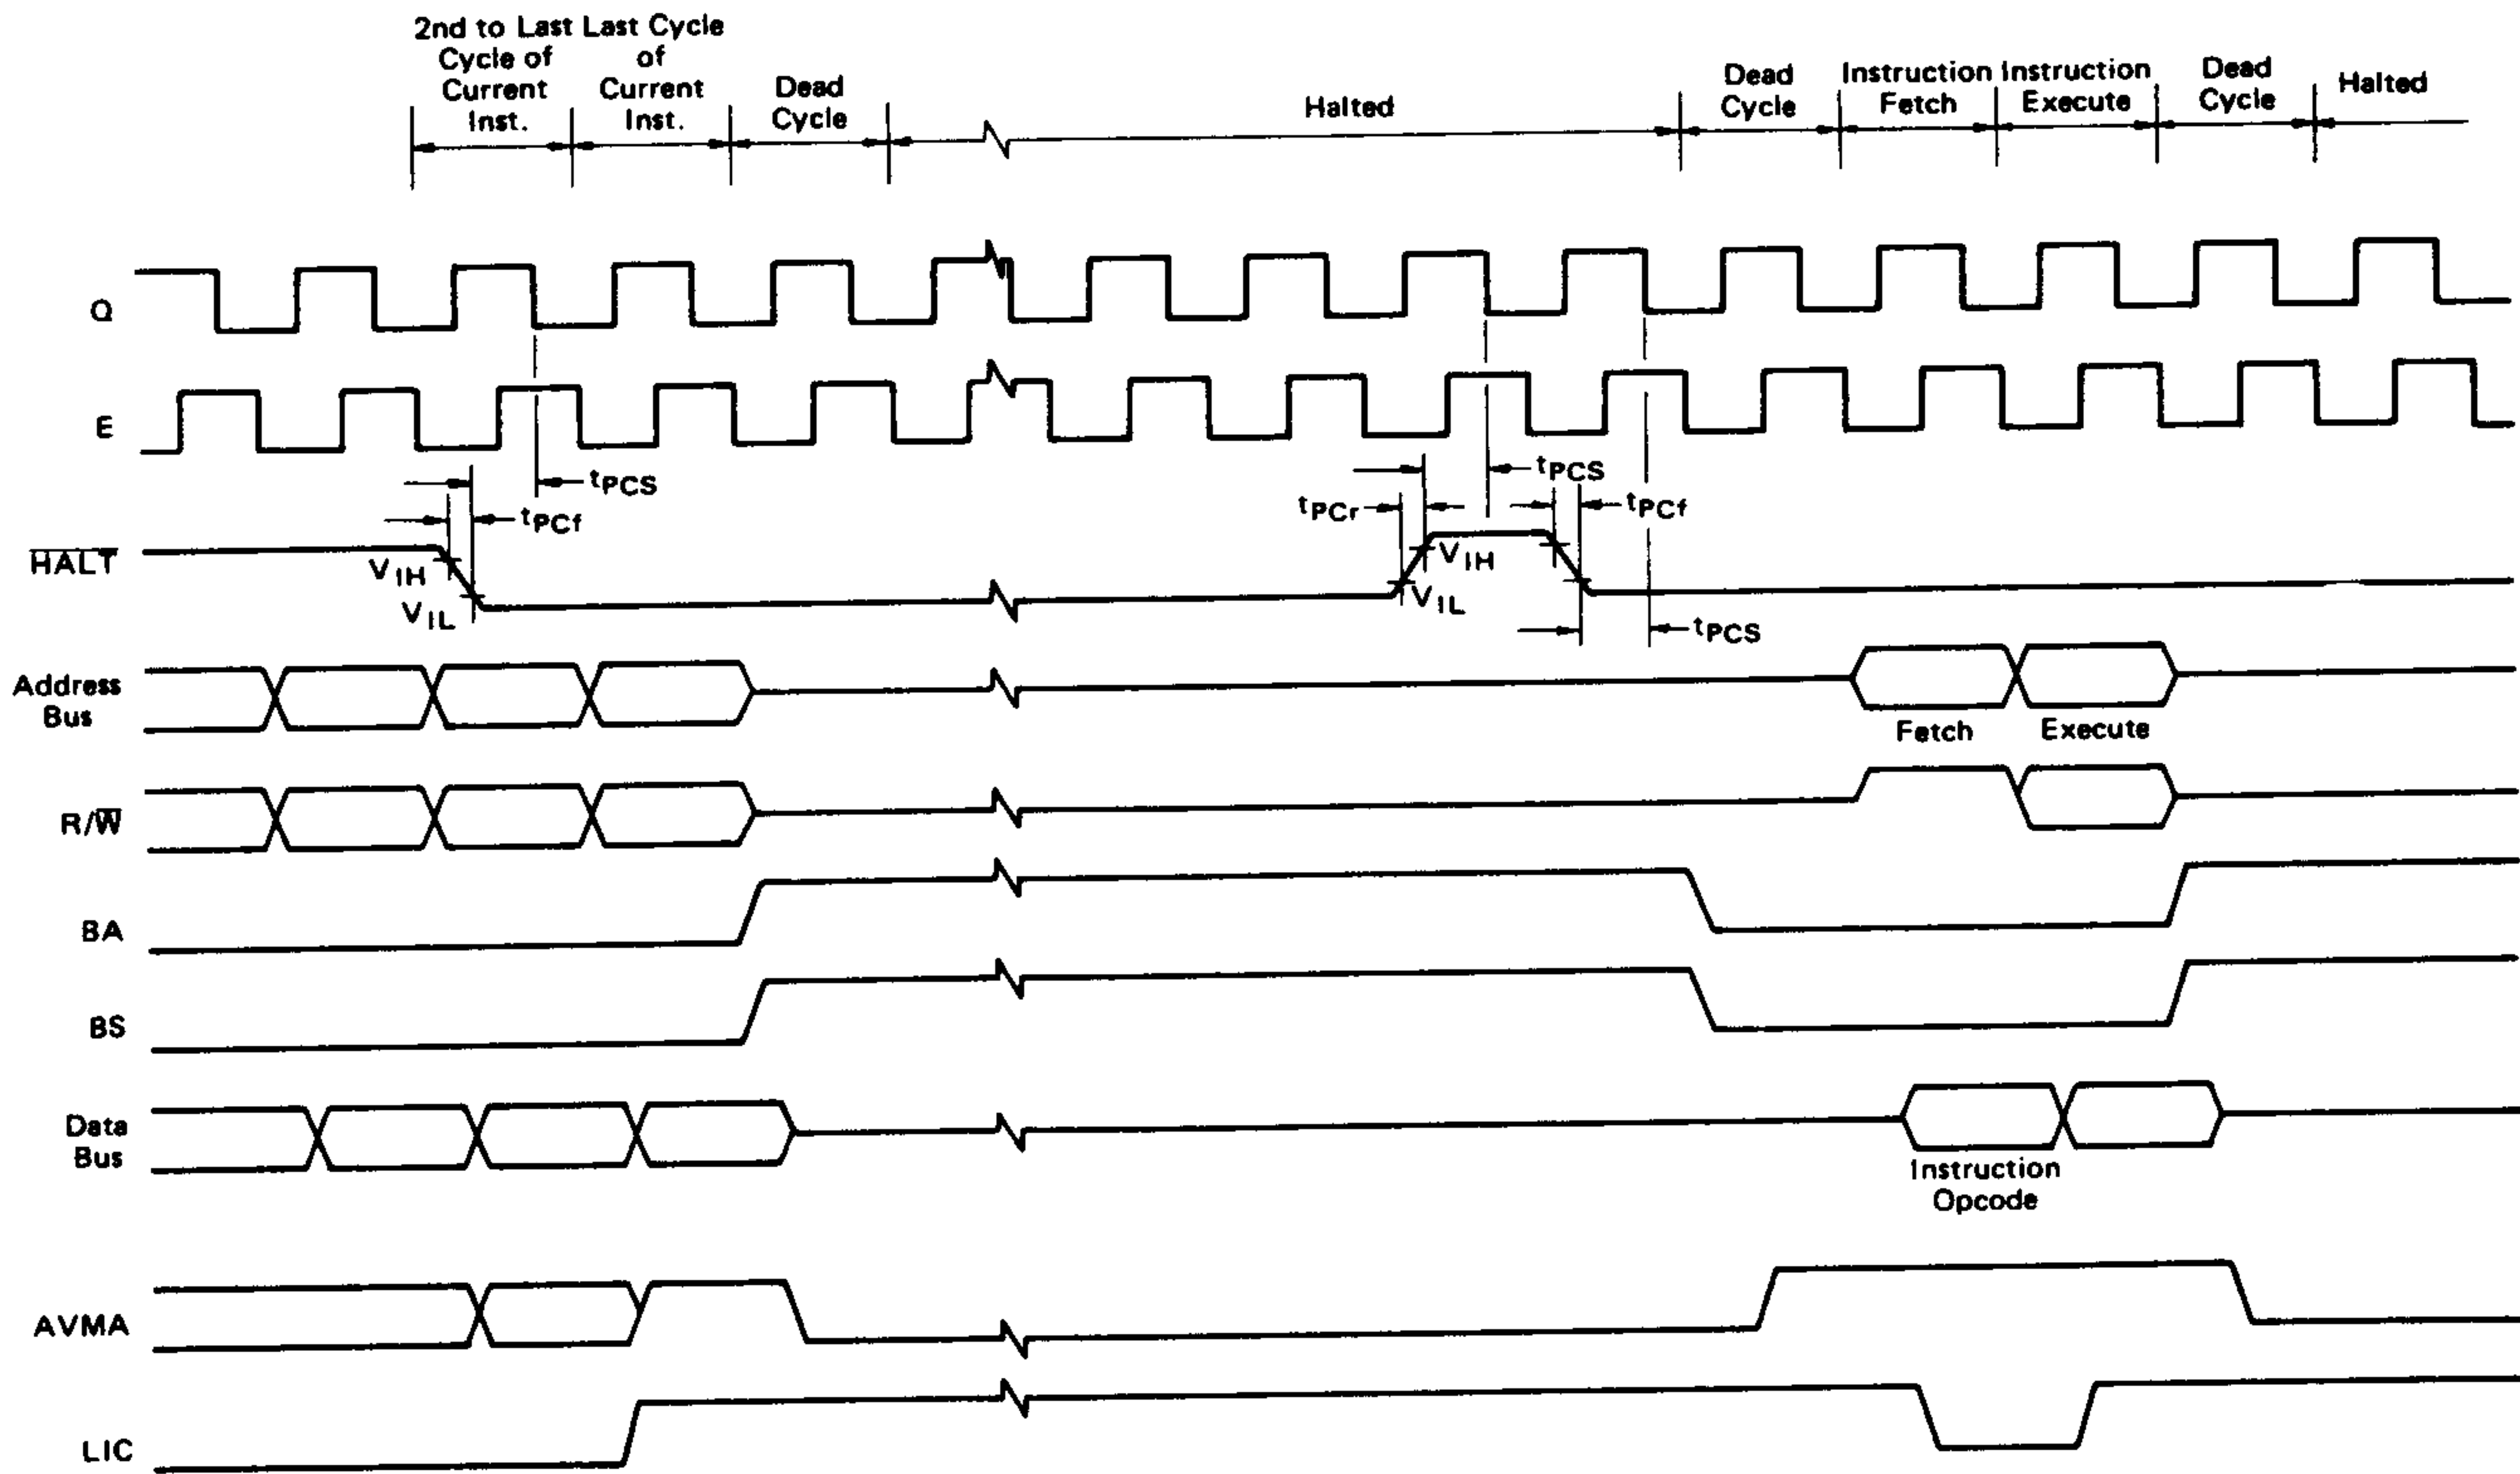 2nd to Last
Cycle of
Current
Inst.
Last Cycle
of
Current
Inst.
Dead
Cycle
Halted
Dead
Cycle
Instruction
Fetch
Instruction
Execute
Dead
Cycle
Halted
Q
E
tPCS
tPCf
tPCS
tPCr
tPCf
HALT
VIH
VIL
VIH
VIL
tPCS
Address
Bus
Fetch
Execute
R/W
BA
BS
Data
Bus
Instruction
Opcode
AVMA
LIC